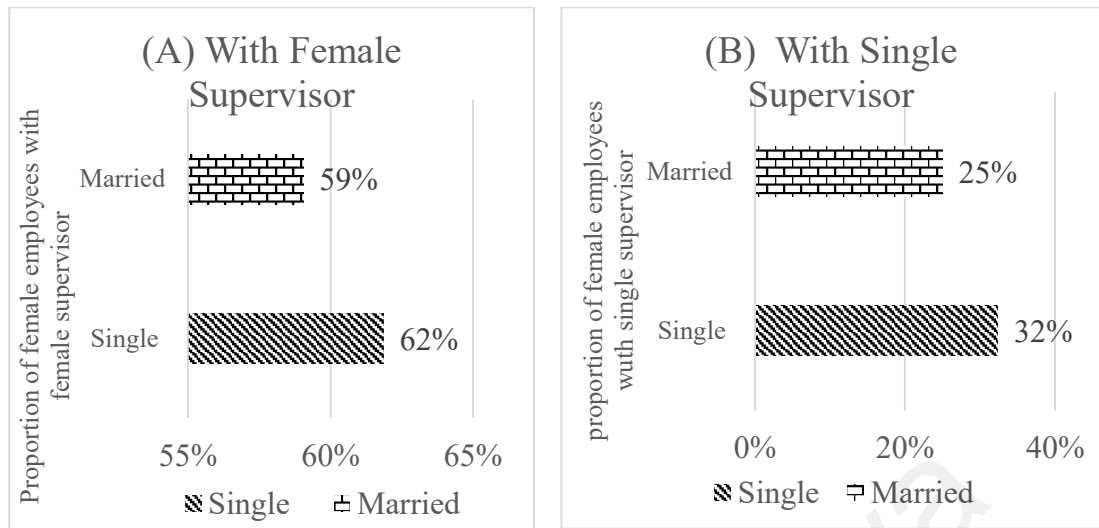 (A) With Female
Supervisor
Proportion of female employees with
female supervisor
Married
59%
Single
62%
55%
60%
65%
Single
Married
(B) With Single
Supervisor
proportion of female employees
wuth single supervisor
Married
25%
Single
32%
0%
20%
40%
Single
Married